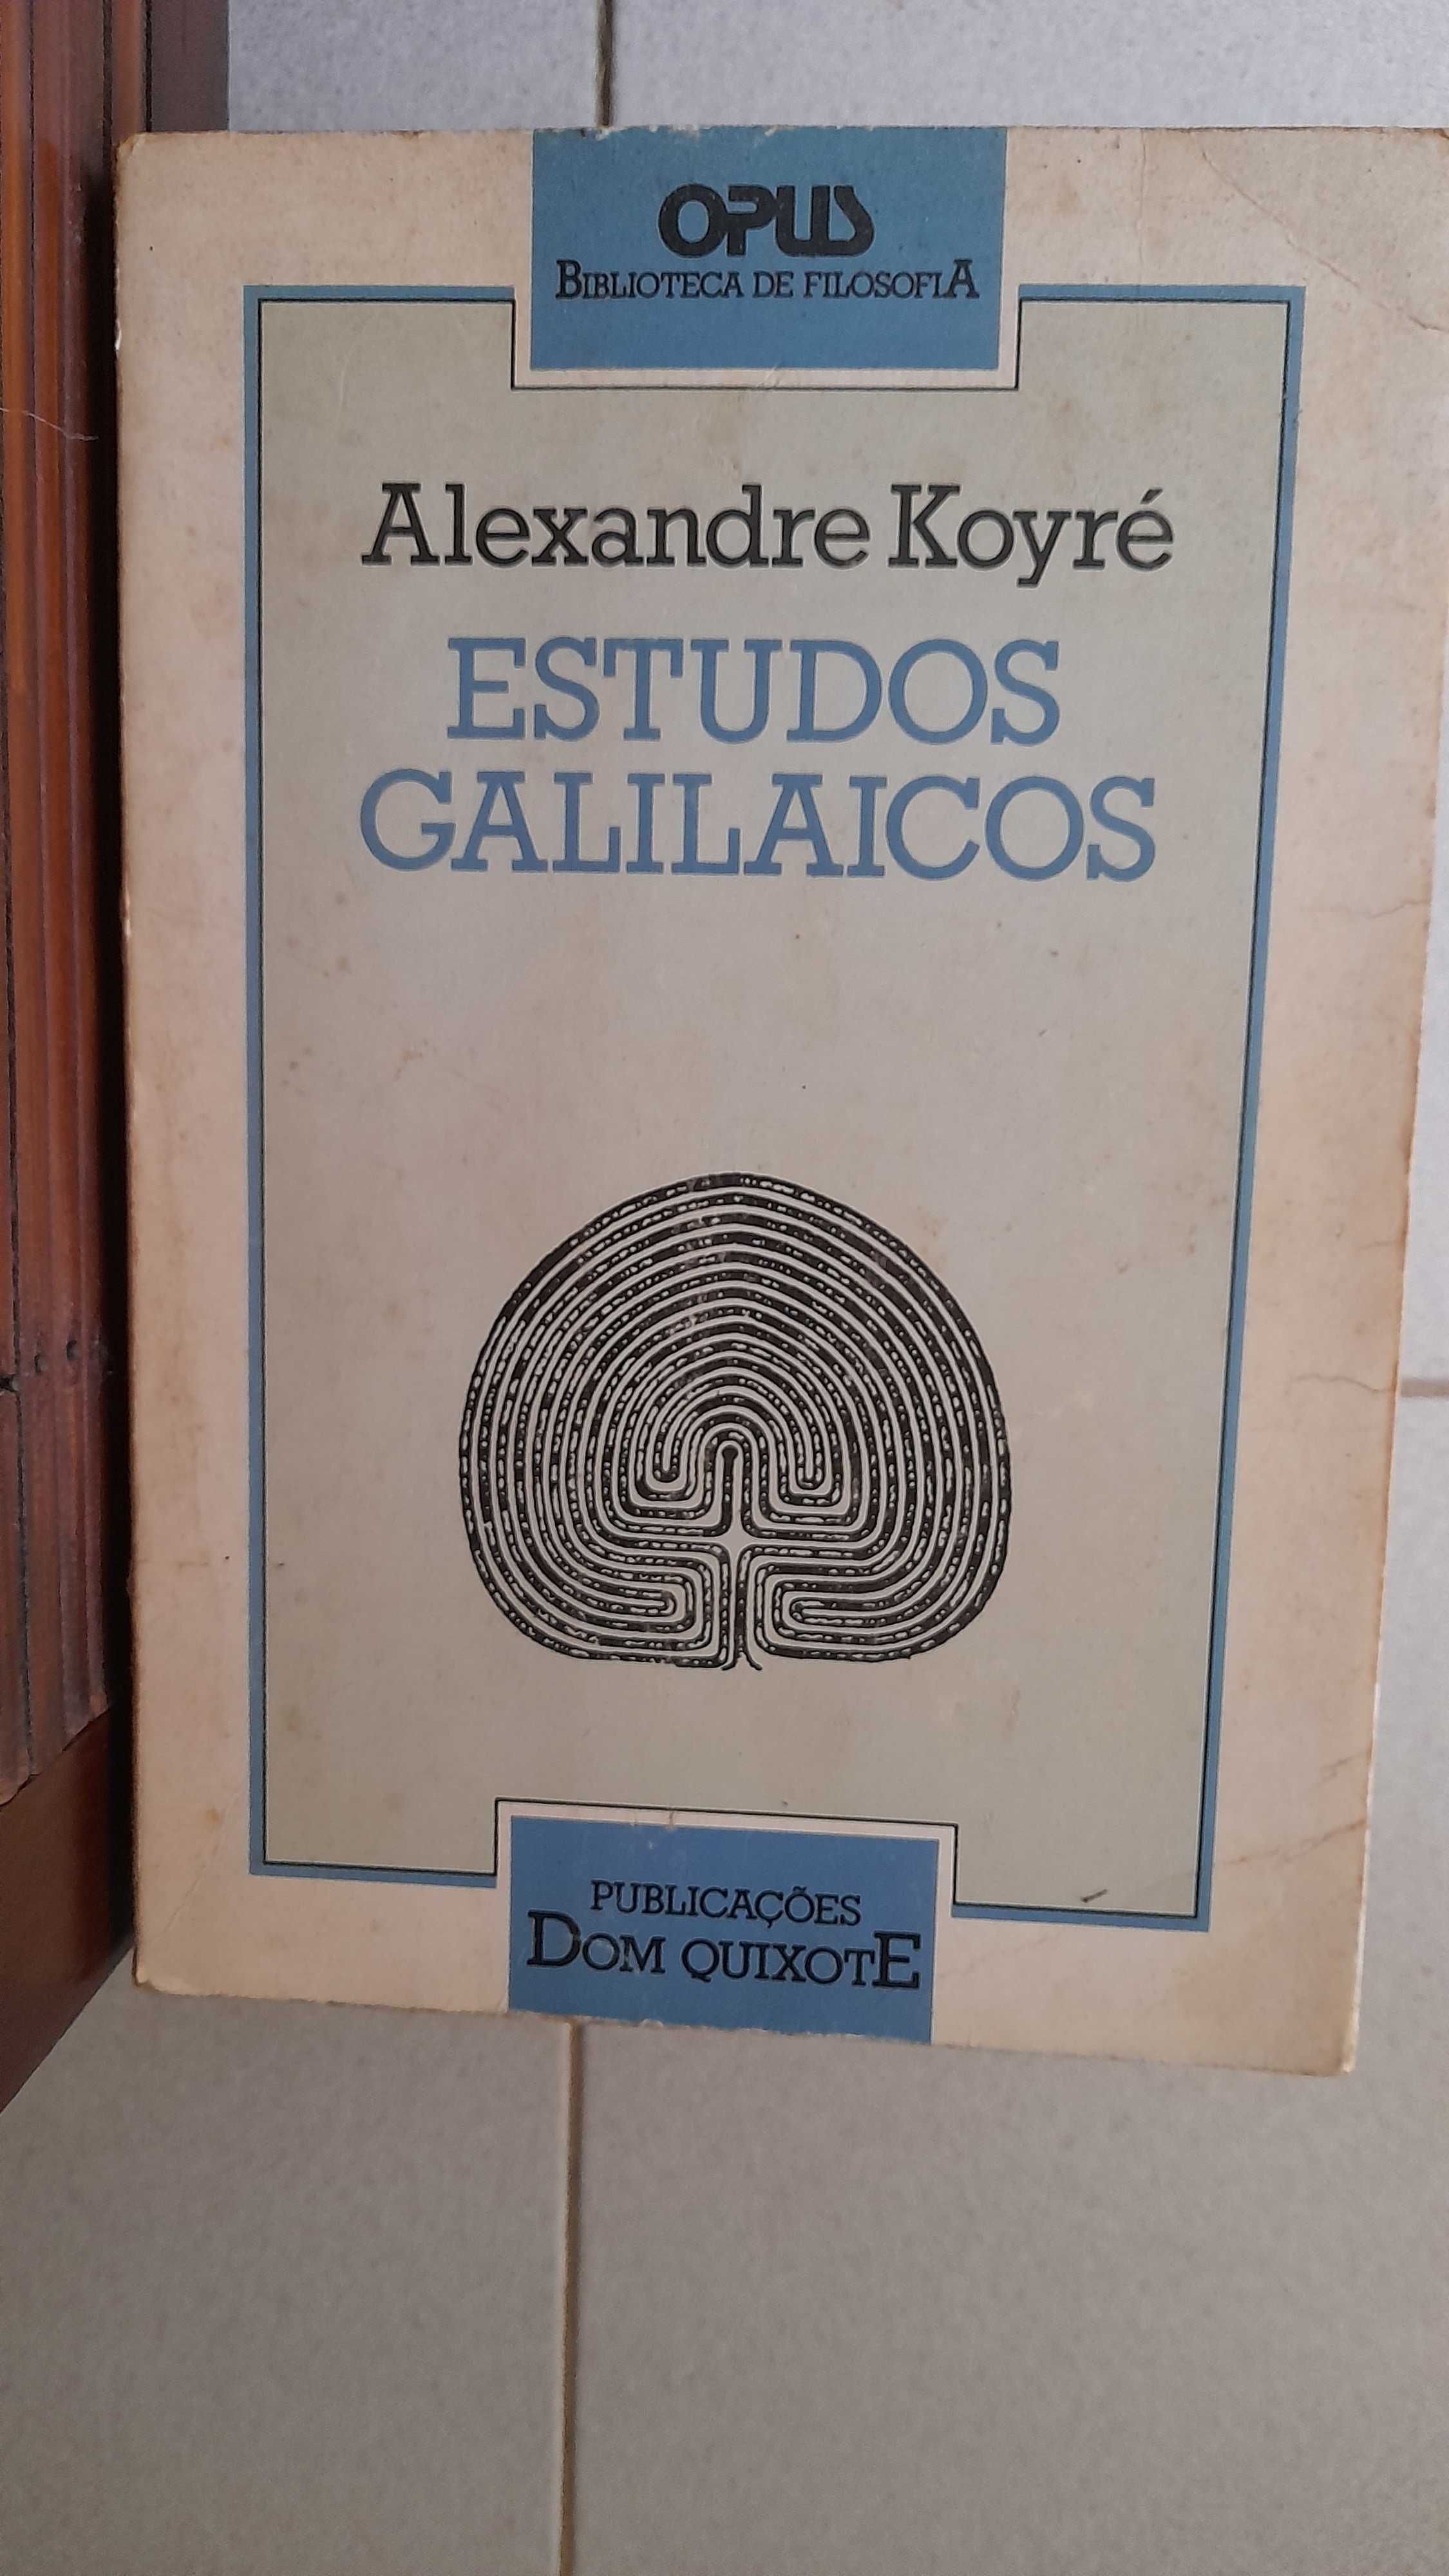 OPUS
BIBLIOTECA DE FILOSOFIA
Alexandre Koyré
ESTUDOS
GALILAICOS
PUBLICAÇÕES
DOM QUIXOTE